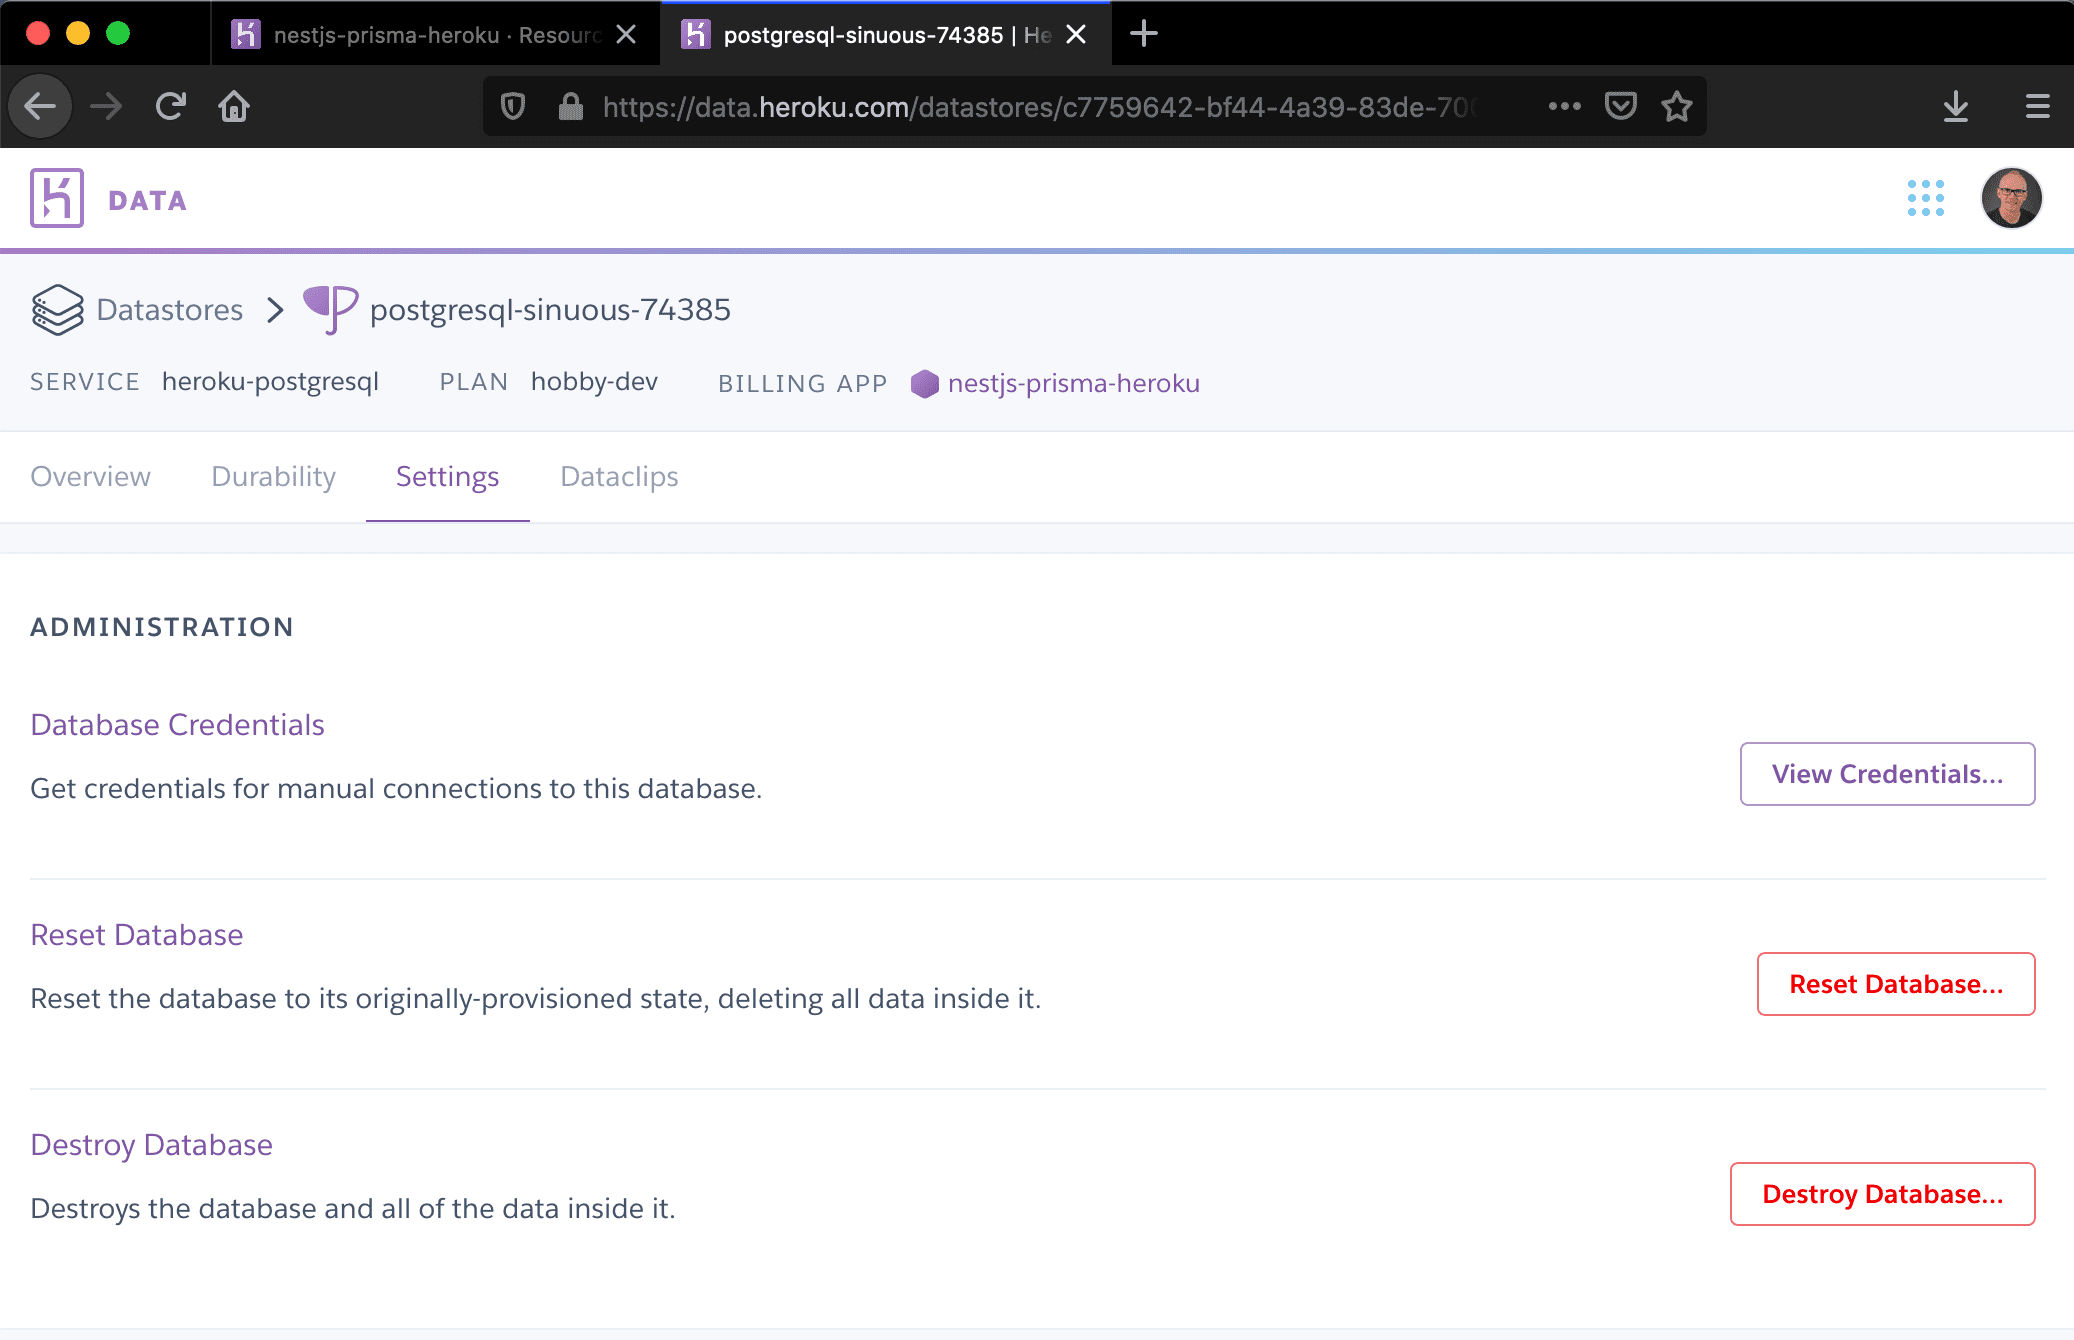 nestjs-prisma-heroku · Resour
postgresql-sinuous-74385 | He
https://data.heroku.com/datastores/c7759642-bf44-4a39-83de-70
DATA
Datastores > postgresql-sinuous-74385
SERVICE heroku-postgresql PLAN hobby-dev BILLING APP nestjs-prisma-heroku
Overview Durability Settings Dataclips
ADMINISTRATION
Database Credentials
Get credentials for manual connections to this database.
View Credentials...
Reset Database
Reset the database to its originally-provisioned state, deleting all data inside it.
Reset Database...
Destroy Database
Destroys the database and all of the data inside it.
Destroy Database...